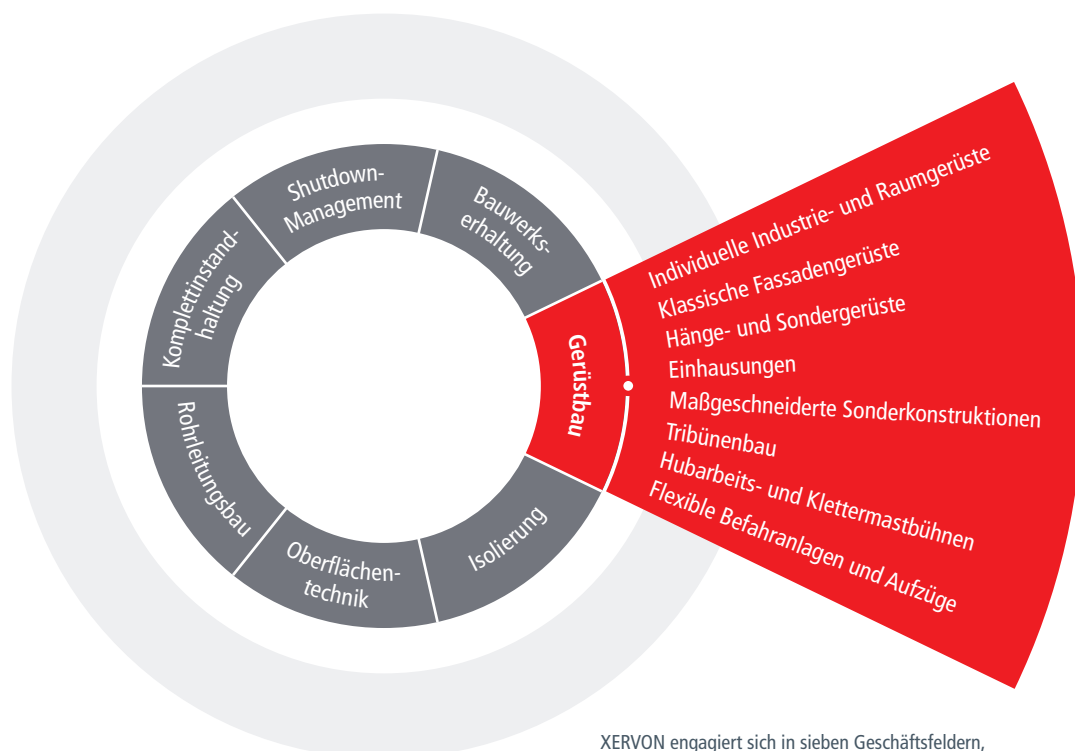 Shutdown-
Management
Bauwerks-
erhaltung
Komplettinstand-
haltung
Gerüstbau
Rohrleitungsbau
Oberflächen-
technik
Isolierung
Individuelle Industrie- und Raumgerüste
Klassische Fassadengerüste
Hänge- und Sondergerüste
Einhausungen
Maßgeschneiderte Sonderkonstruktionen
Tribünenbau
Hubarbeits- und Klettermastbühnen
Flexible Befahranlagen und Aufzüge
XERVON engagiert sich in sieben Geschäftsfeldern,